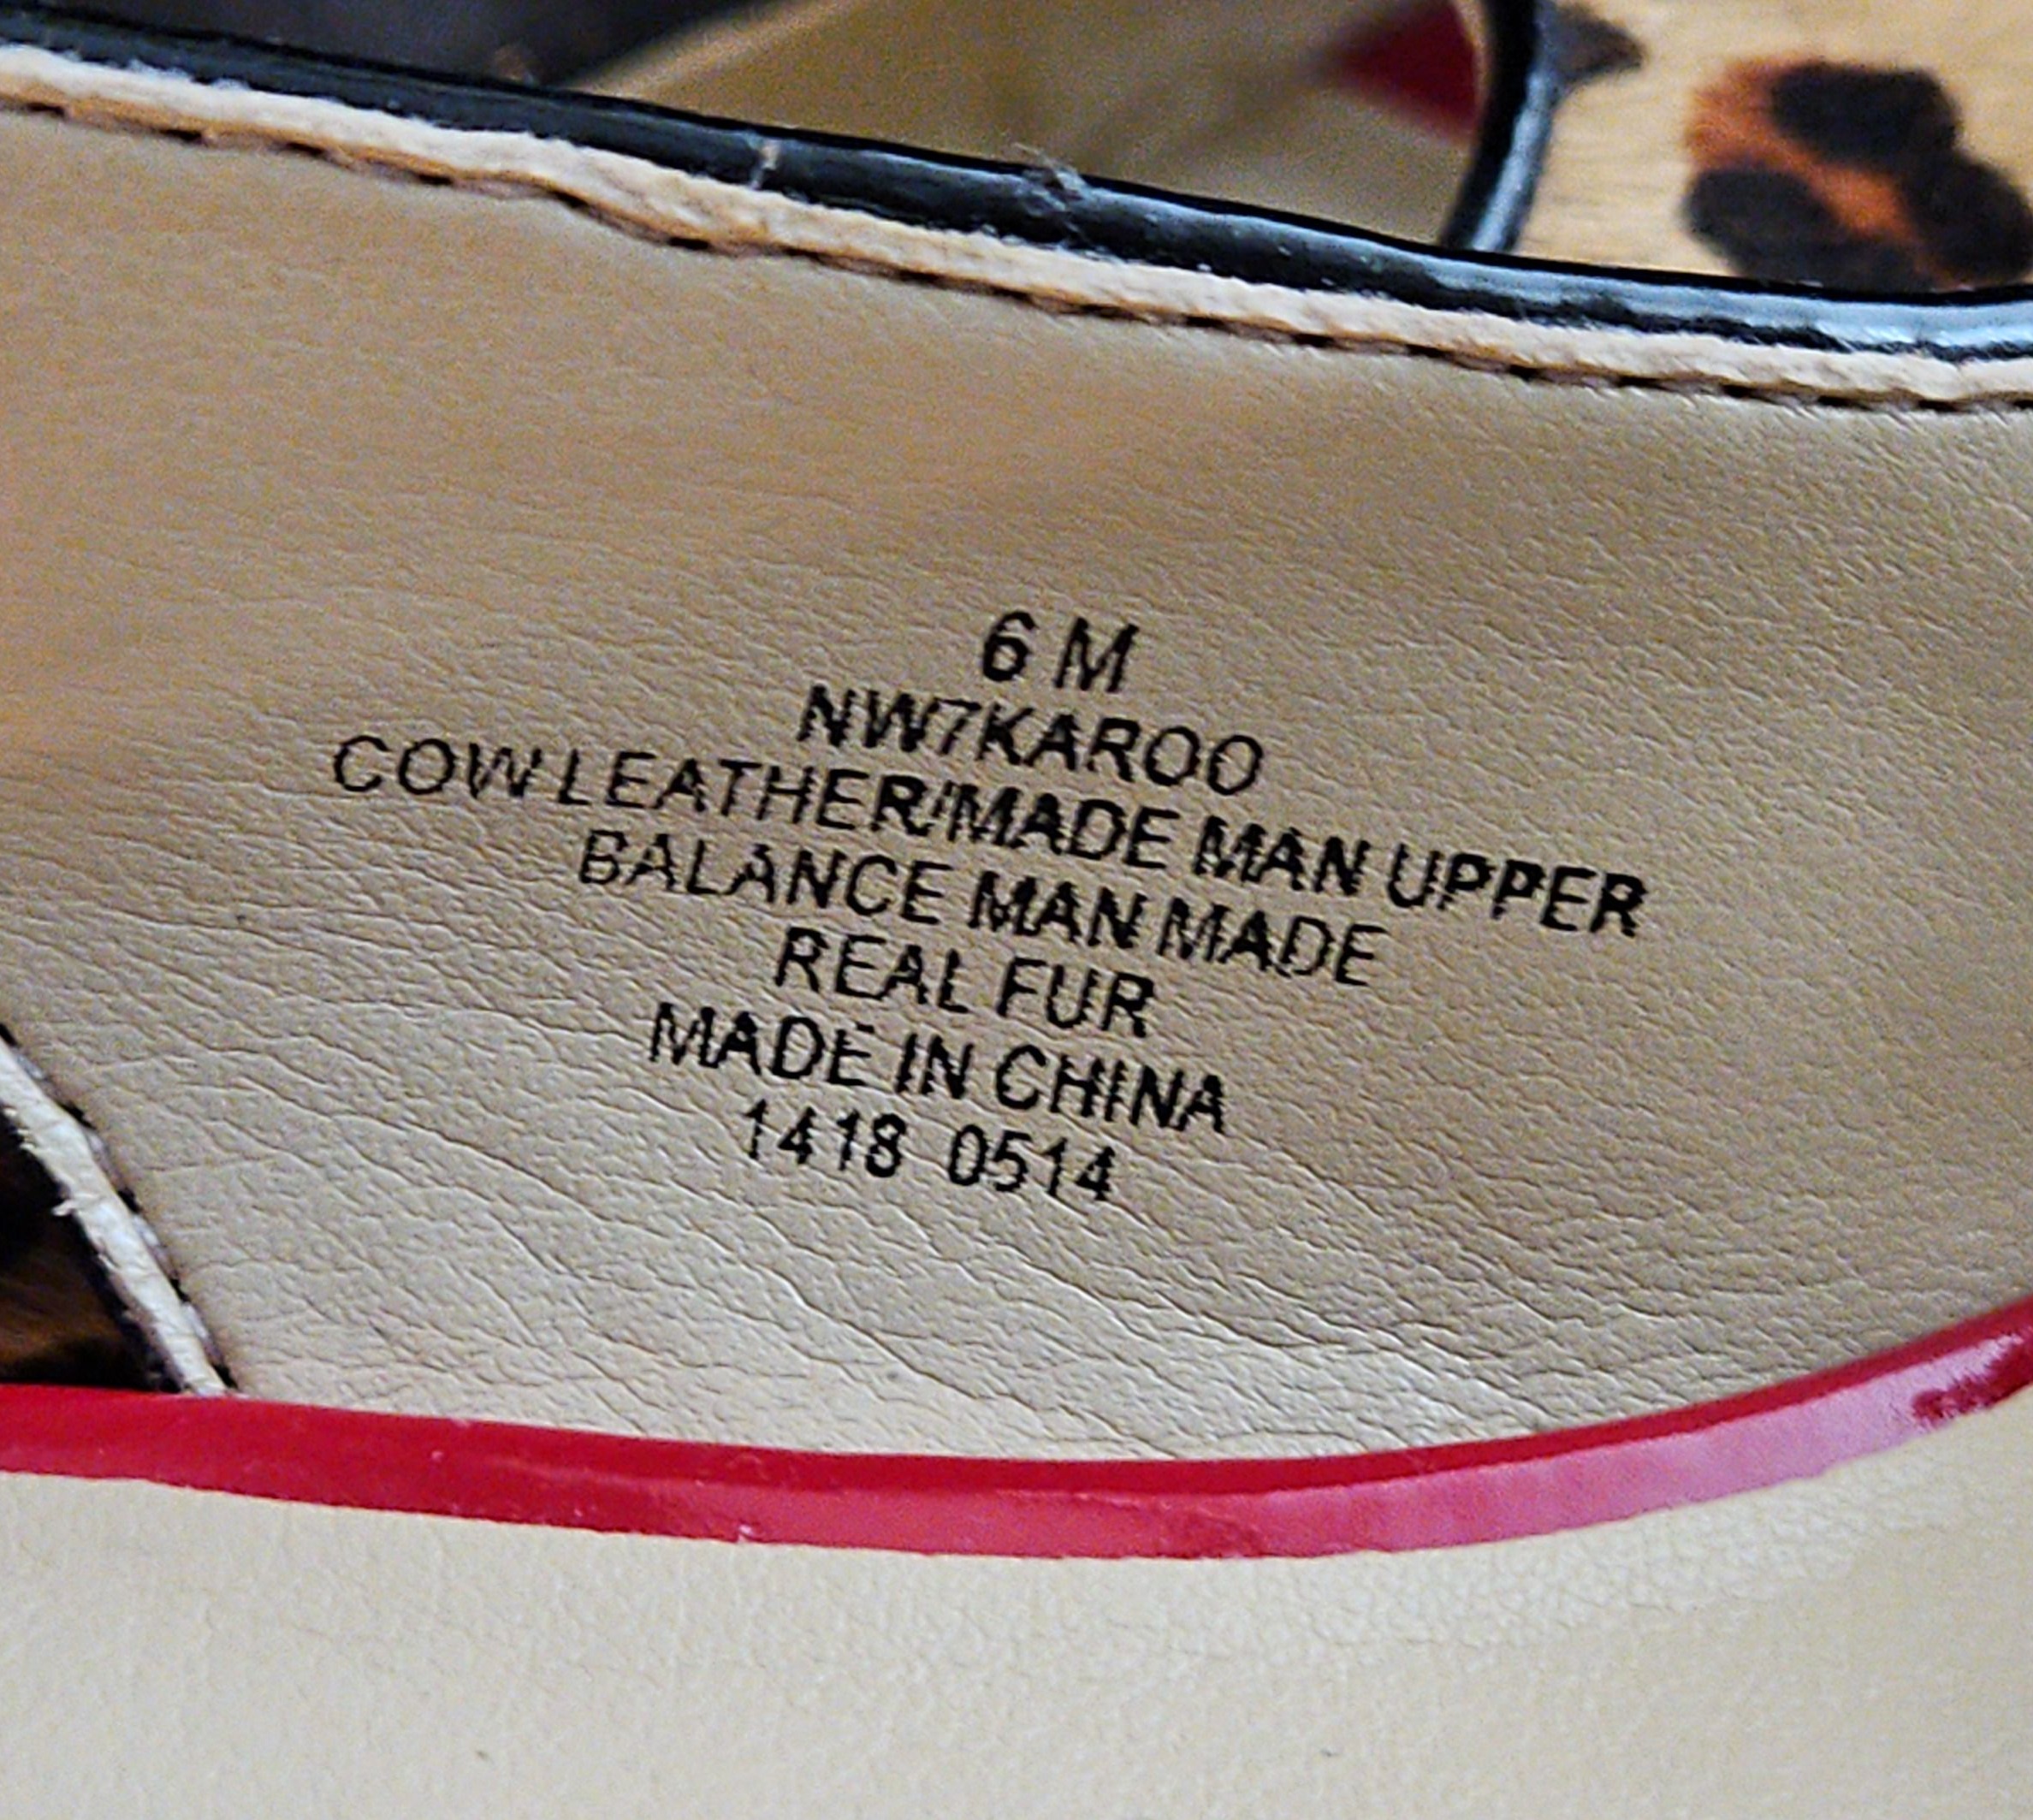 6 M
NW7KAROO
COW LEATHER/MADE MAN UPPER
BALANCE MAN MADE
REAL FUR
MADE IN CHINA
1418 0514